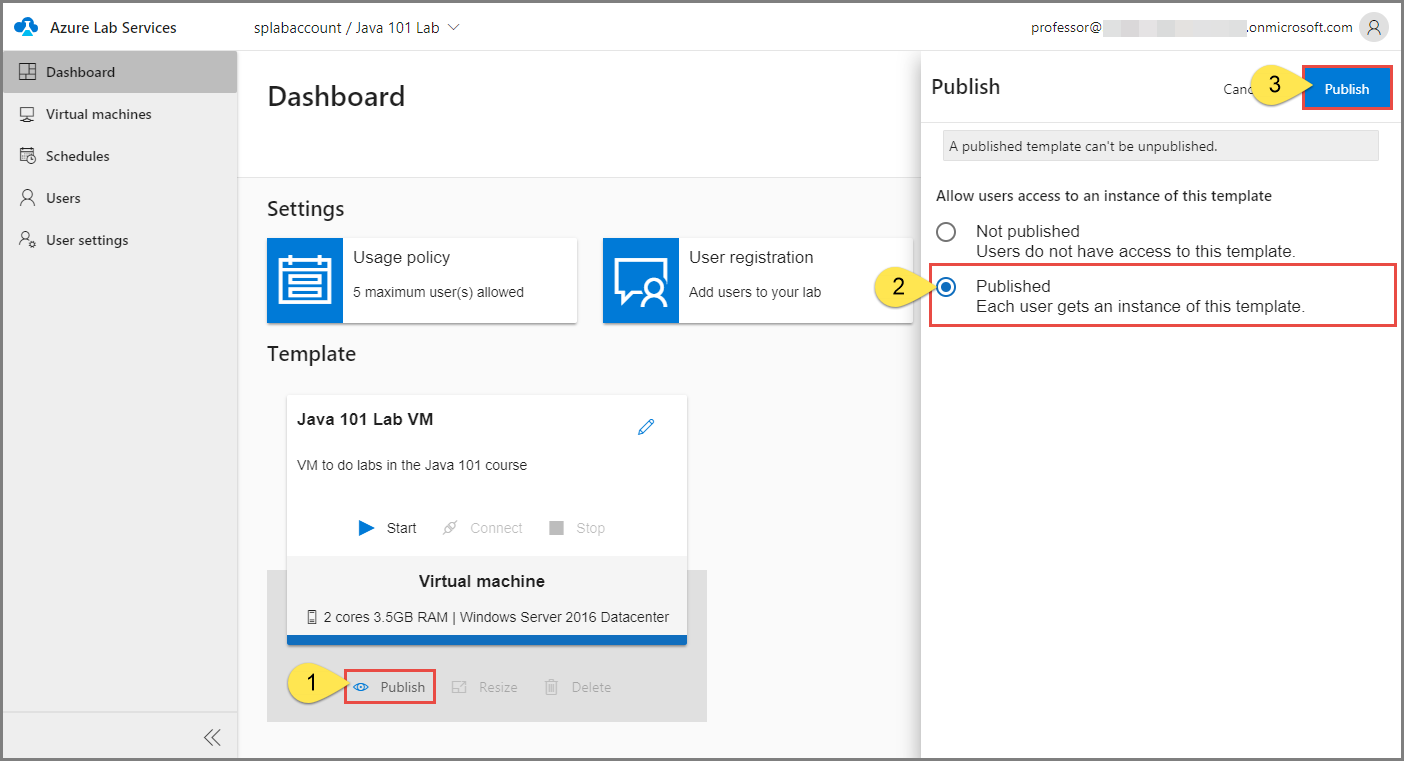 Azure Lab Services
splabaccount / Java 101 Lab
professor@
.onmicrosoft.com
Dashboard
Virtual machines
Schedules
Users
User settings
Dashboard
Settings
Usage policy
5 maximum user(s) allowed
User registration
Add users to your lab
Template
Java 101 Lab VM
VM to do labs in the Java 101 course
Start
Connect
Stop
Virtual machine
2 cores 3.5GB RAM | Windows Server 2016 Datacenter
1
Publish
Resize
Delete
Publish
3
Publish
A published template can't be unpublished.
Allow users access to an instance of this template
Not published
Users do not have access to this template.
2
Published
Each user gets an instance of this template.